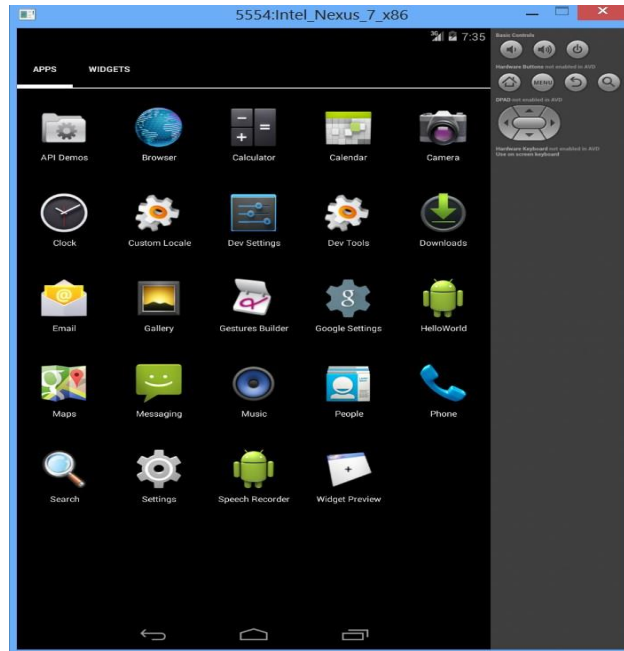 5554:Intel_Nexus_7_x86
3G 7:35
Basic Controls
Hardware Buttons not enabled in AVD
MENU
DPAD not enabled in AVD
Hardware Keyboard not enabled in AVD
Use on screen keyboard
APPS WIDGETS
API Demos Browser Calculator Calendar Camera
Clock Custom Locale Dev Settings Dev Tools Downloads
Email Gallery Gestures Builder Google Settings HelloWorld
Maps Messaging Music People Phone
Search Settings Speech Recorder Widget Preview